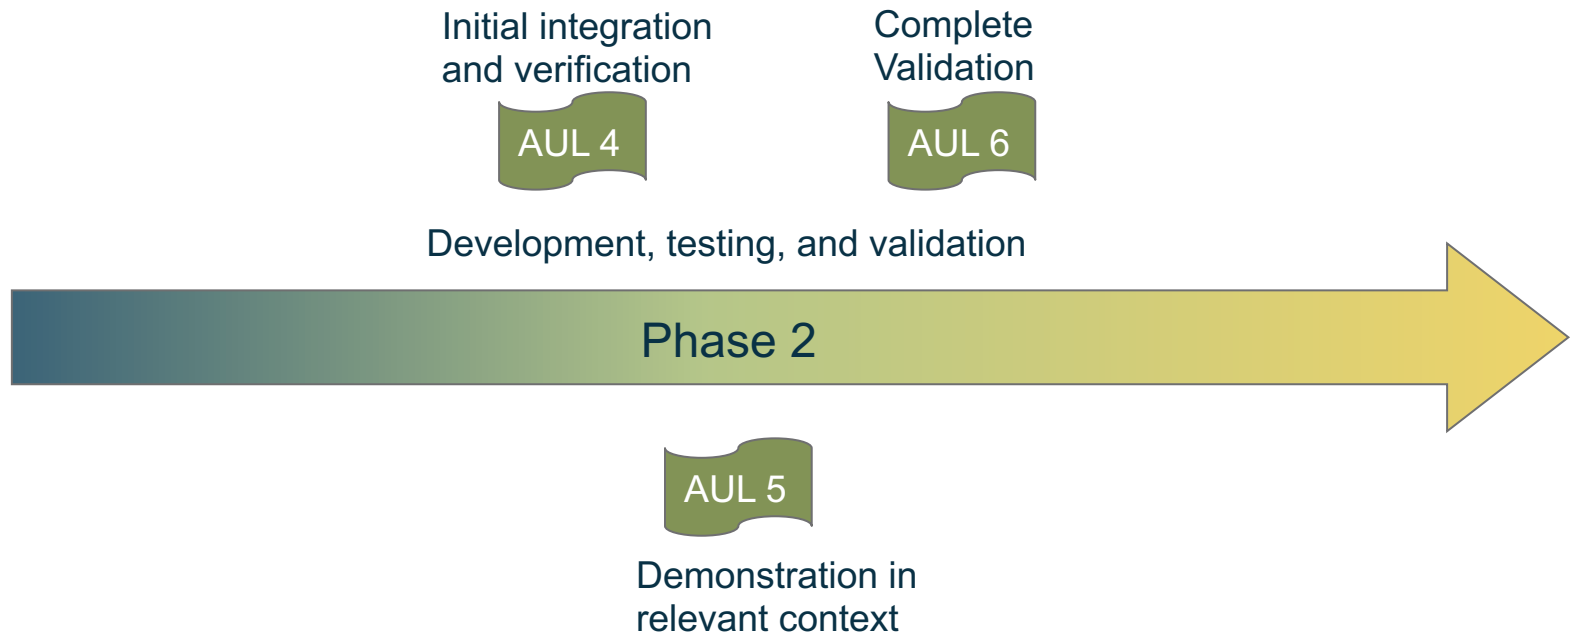 Initial integration
and verification
AUL 4
Complete
Validation
AUL 6
Development, testing, and validation
Phase 2
AUL 5
Demonstration in
relevant context